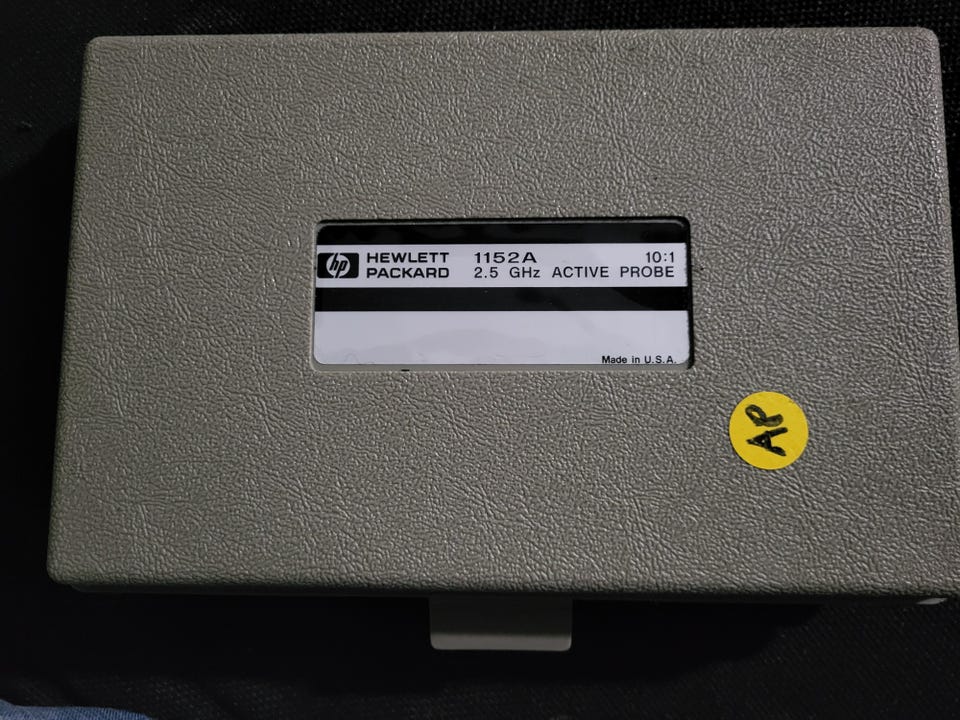 hp HEWLETT PACKARD
1152A 10:1
2.5 GHz ACTIVE PROBE
Made in U.S.A.
AP